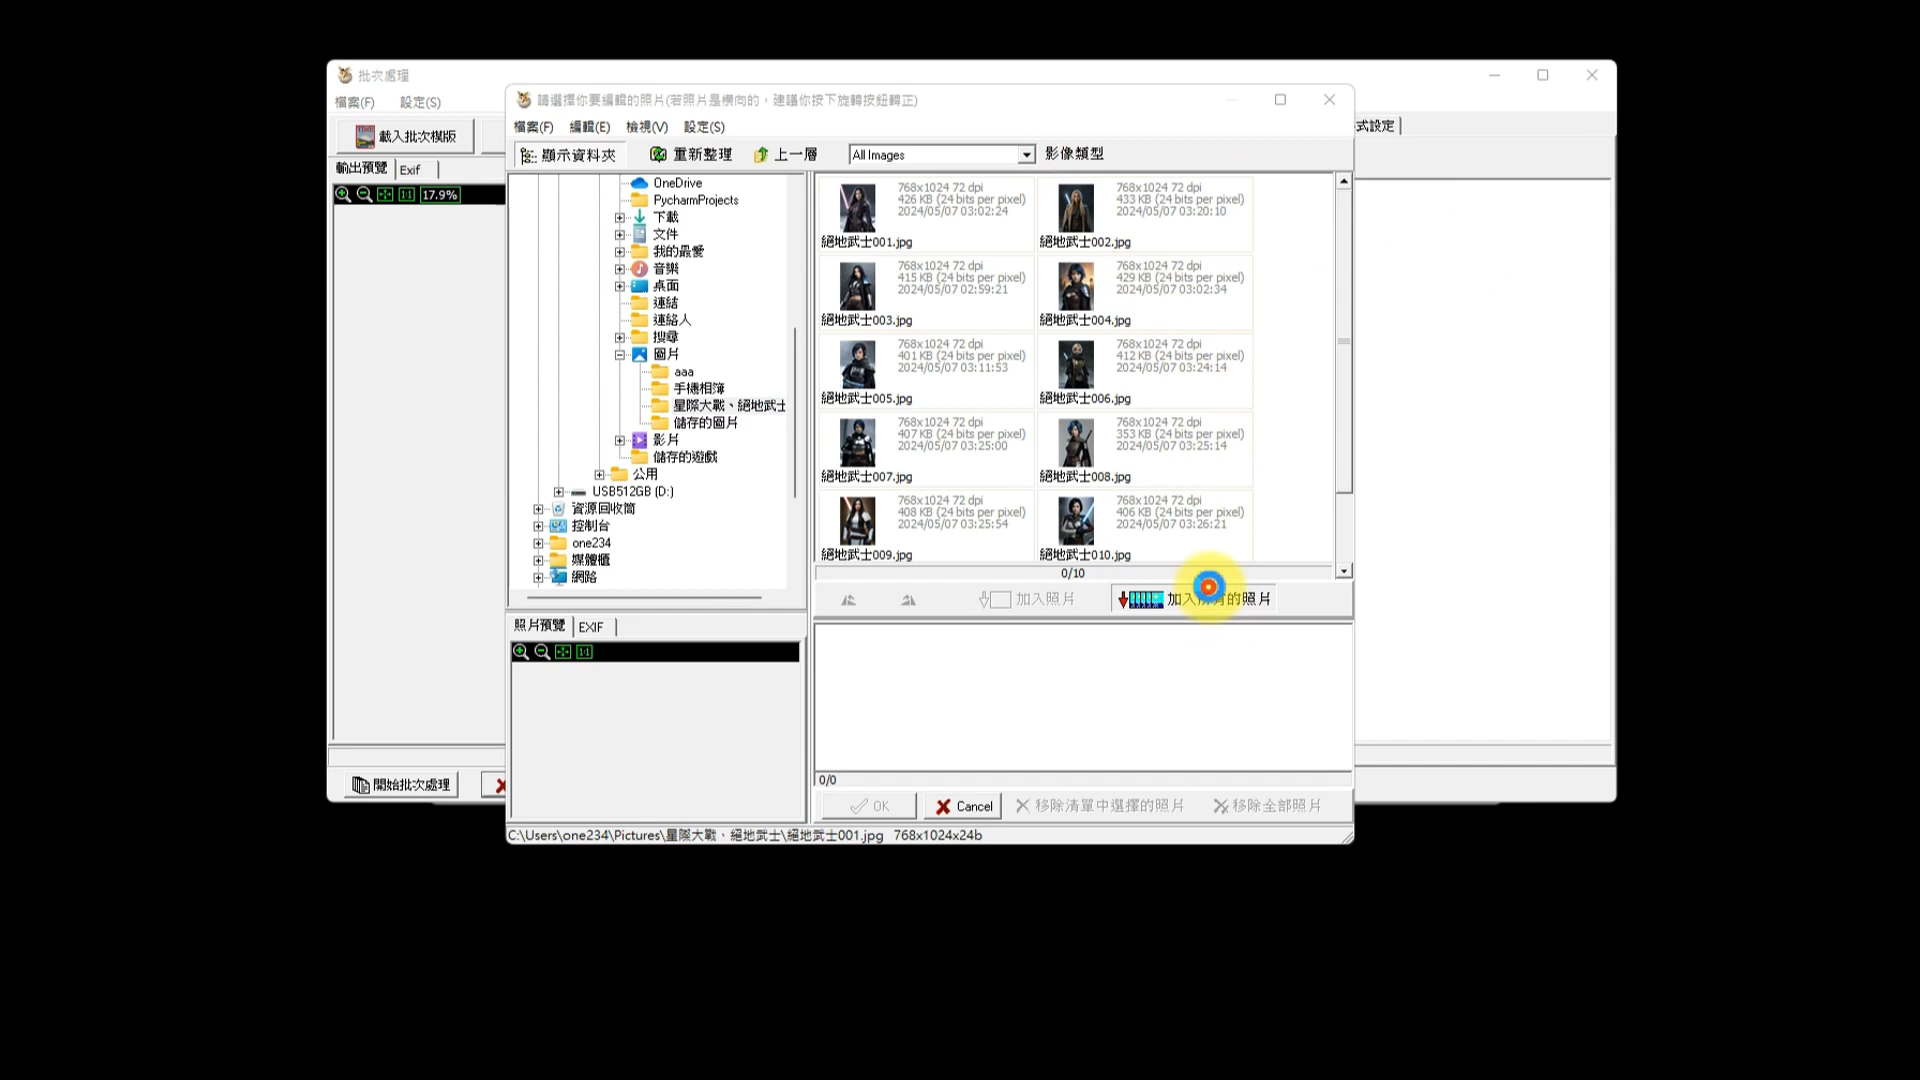 批次處理
檔案(F) 設定(S)
載入批次模版
輸出預覽 Exif
17.9%
開始批次處理
式設定
請選擇你要編輯的照片(若照片是橫向的，建議你按下旋轉按鈕轉正)
檔案(F) 編輯(E) 檢視(V) 設定(S)
顯示資料夾 重新整理 上一層 All Images 影像類型
OneDrive
PycharmProjects
下載
文件
我的最愛
音樂
桌面
連結
連絡人
搜尋
圖片
aaa
手機相簿
星際大戰、絕地武士
儲存的圖片
影片
儲存的遊戲
公用
USB512GB (D:)
資源回收筒
控制台
one234
媒體櫃
網路
照片預覽 EXIF
1:1
768x1024 72 dpi
426 KB (24 bits per pixel)
2024/05/07 03:02:24
絕地武士001.jpg
768x1024 72 dpi
433 KB (24 bits per pixel)
2024/05/07 03:20:10
絕地武士002.jpg
768x1024 72 dpi
415 KB (24 bits per pixel)
2024/05/07 02:59:21
絕地武士003.jpg
768x1024 72 dpi
429 KB (24 bits per pixel)
2024/05/07 03:02:34
絕地武士004.jpg
768x1024 72 dpi
401 KB (24 bits per pixel)
2024/05/07 03:11:53
絕地武士005.jpg
768x1024 72 dpi
412 KB (24 bits per pixel)
2024/05/07 03:24:14
絕地武士006.jpg
768x1024 72 dpi
407 KB (24 bits per pixel)
2024/05/07 03:25:00
絕地武士007.jpg
768x1024 72 dpi
353 KB (24 bits per pixel)
2024/05/07 03:25:14
絕地武士008.jpg
768x1024 72 dpi
408 KB (24 bits per pixel)
2024/05/07 03:25:54
絕地武士009.jpg
768x1024 72 dpi
406 KB (24 bits per pixel)
2024/05/07 03:26:21
絕地武士010.jpg
0/10
加入照片 加入所有的照片
0/0
OK Cancel 移除清單中選擇的照片 移除全部照片
C:\Users\one234\Pictures\星際大戰、絕地武士\絕地武士001.jpg 768x1024x24b